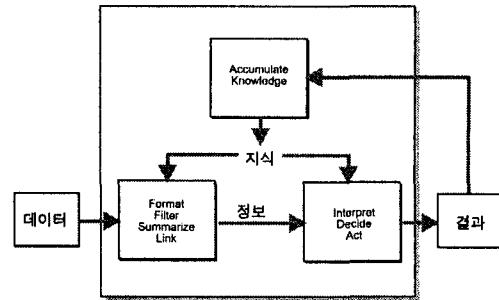 Accumulate
Knowledge
지식
데이터
Format
Filter
Summarize
Link
정보
Interpret
Decide
Act
결과